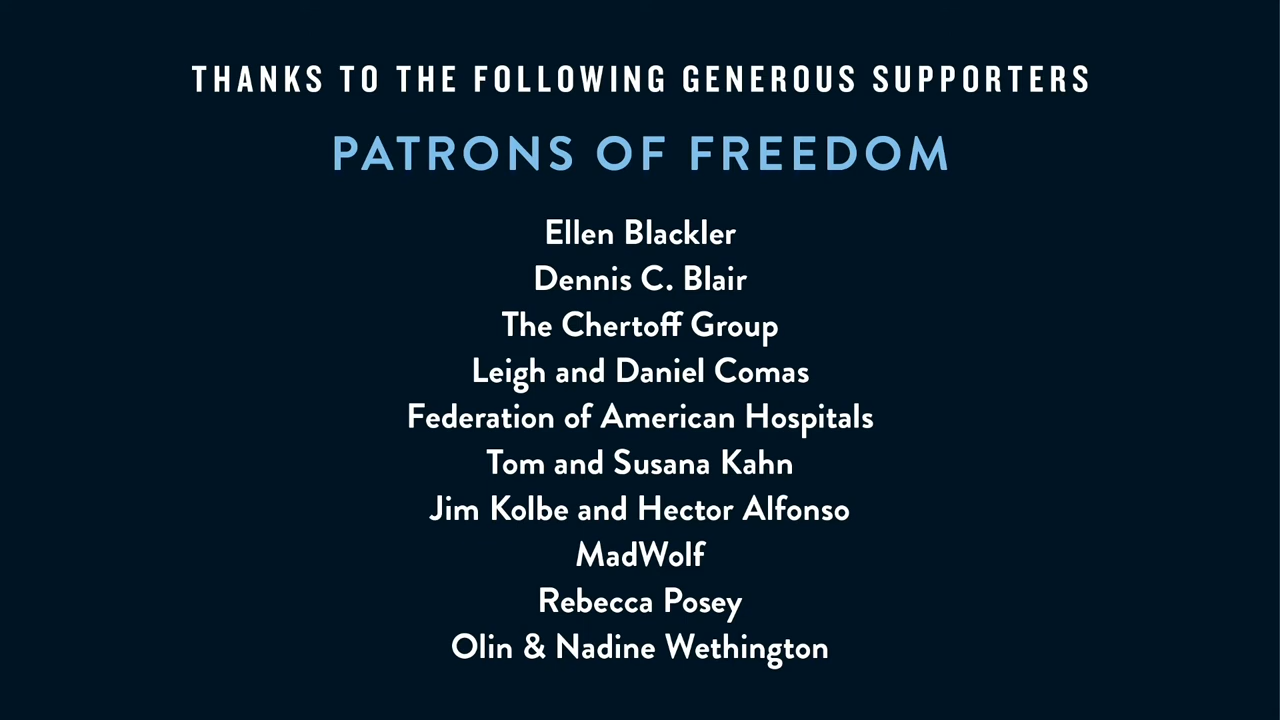 THANKS TO THE FOLLOWING GENEROUS SUPPORTERS
PATRONS OF FREEDOM
Ellen Blackler
Dennis C. Blair
The Chertoff Group
Leigh and Daniel Comas
Federation of American Hospitals
Tom and Susana Kahn
Jim Kolbe and Hector Alfonso
MadWolf
Rebecca Posey
Olin & Nadine Wethington